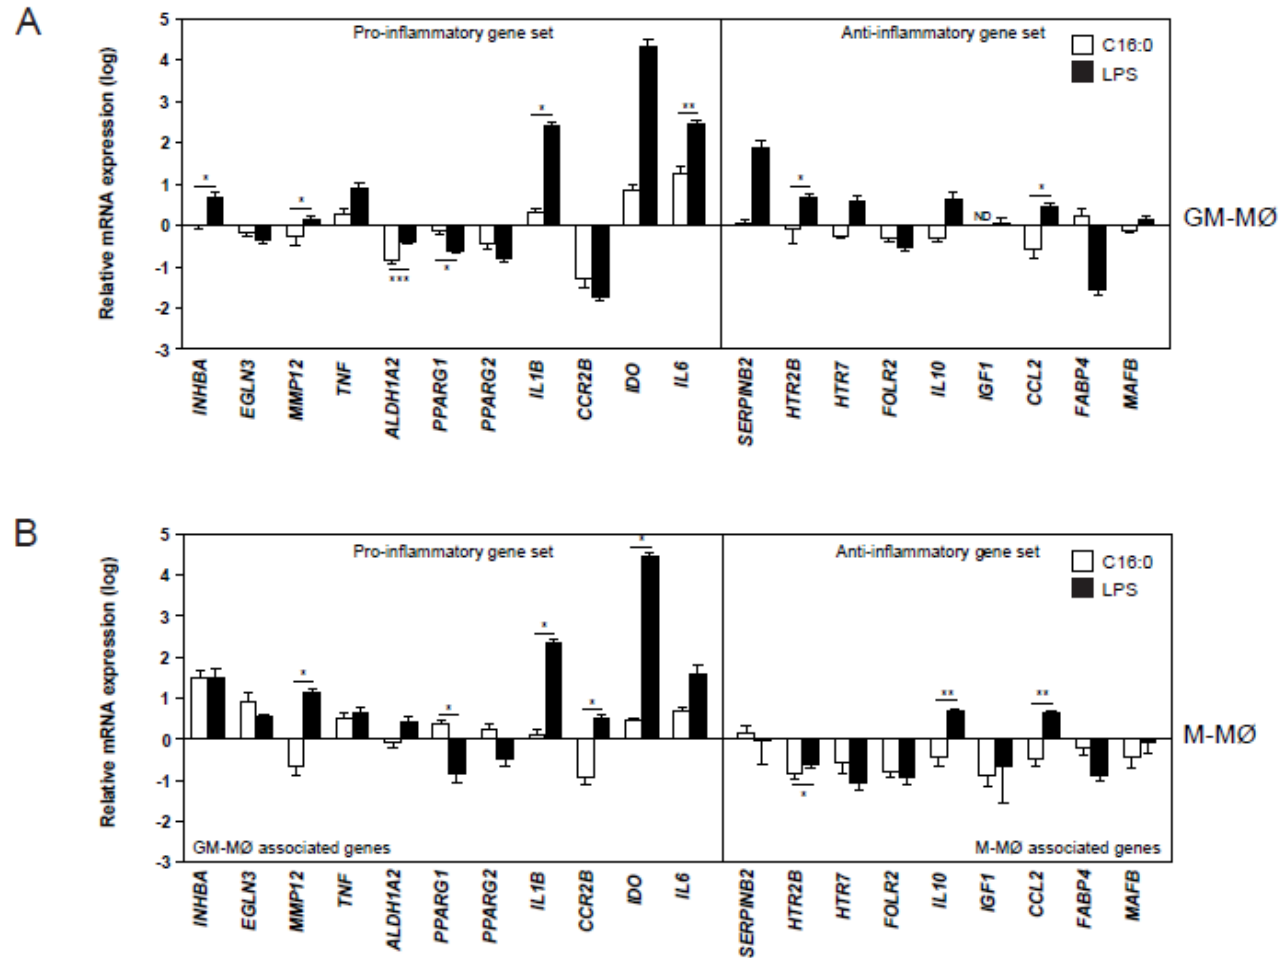 A
Pro-inflammatory gene set
Anti-inflammatory gene set
C16:0
LPS
Relative mRNA expression (log)
5
4
3
2
1
0
-1
-2
-3
*
*
***
*
*
**
*
ND
*
GM-MØ
INHBA
EGLN3
MMP12
TNF
ALDH1A2
PPARG1
PPARG2
IL1B
CCR2B
IDO
IL6
SERPINB2
HTR2B
HTR7
FOLR2
IL10
IGF1
CCL2
FABP4
MAFB
B
Pro-inflammatory gene set
Anti-inflammatory gene set
C16:0
LPS
Relative mRNA expression (log)
5
4
3
2
1
0
-1
-2
-3
*
*
*
*
*
*
**
**
M-MØ
GM-MØ associated genes
M-MØ associated genes
INHBA
EGLN3
MMP12
TNF
ALDH1A2
PPARG1
PPARG2
IL1B
CCR2B
IDO
IL6
SERPINB2
HTR2B
HTR7
FOLR2
IL10
IGF1
CCL2
FABP4
MAFB